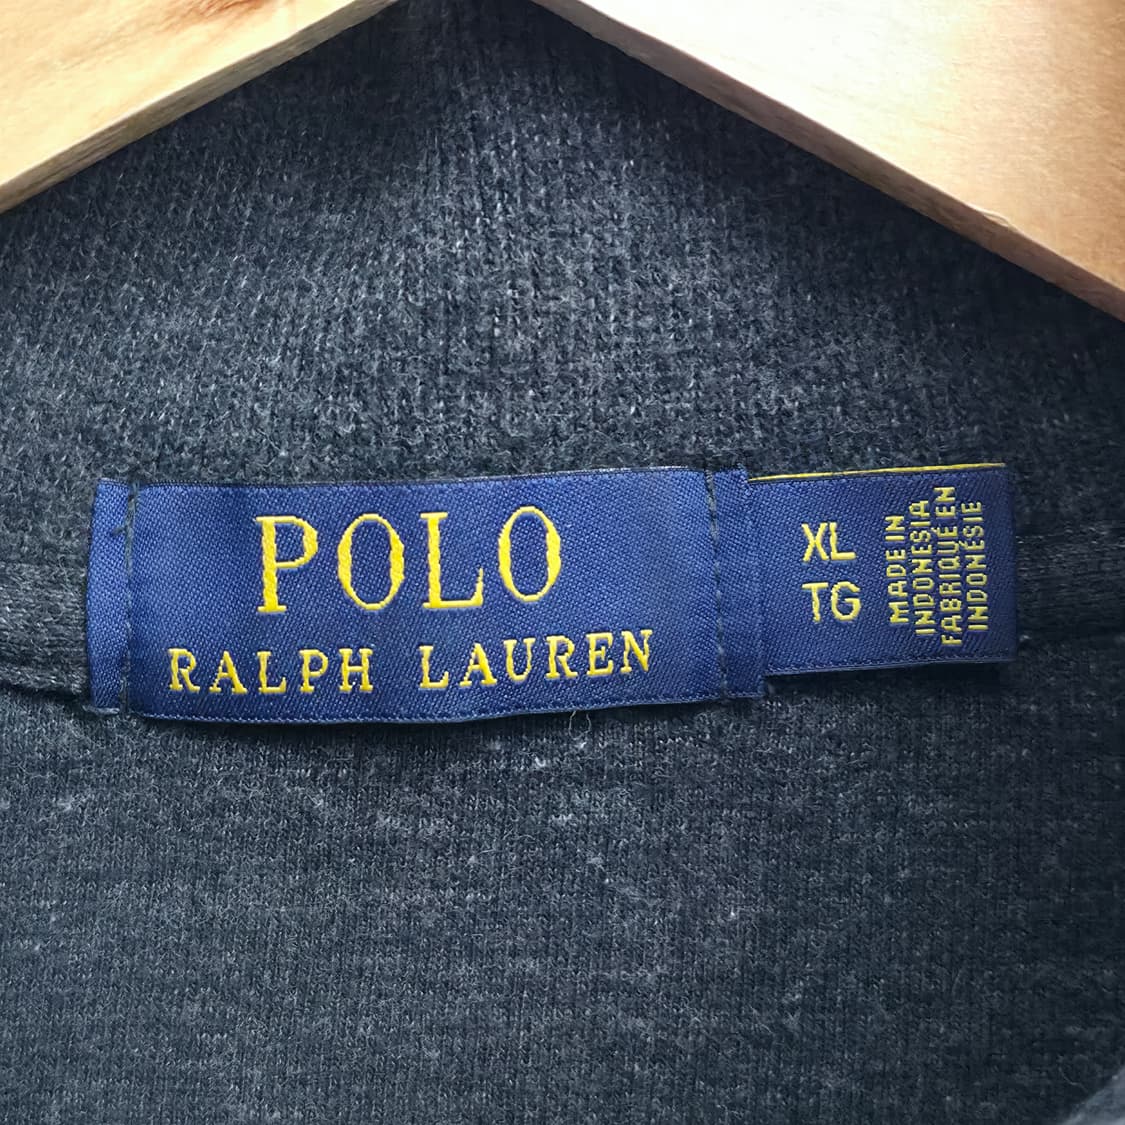 POLO
RALPH LAUREN
XL
TG
MADE IN
INDONESIA
FABRIQUÉ EN
INDONÉSIE